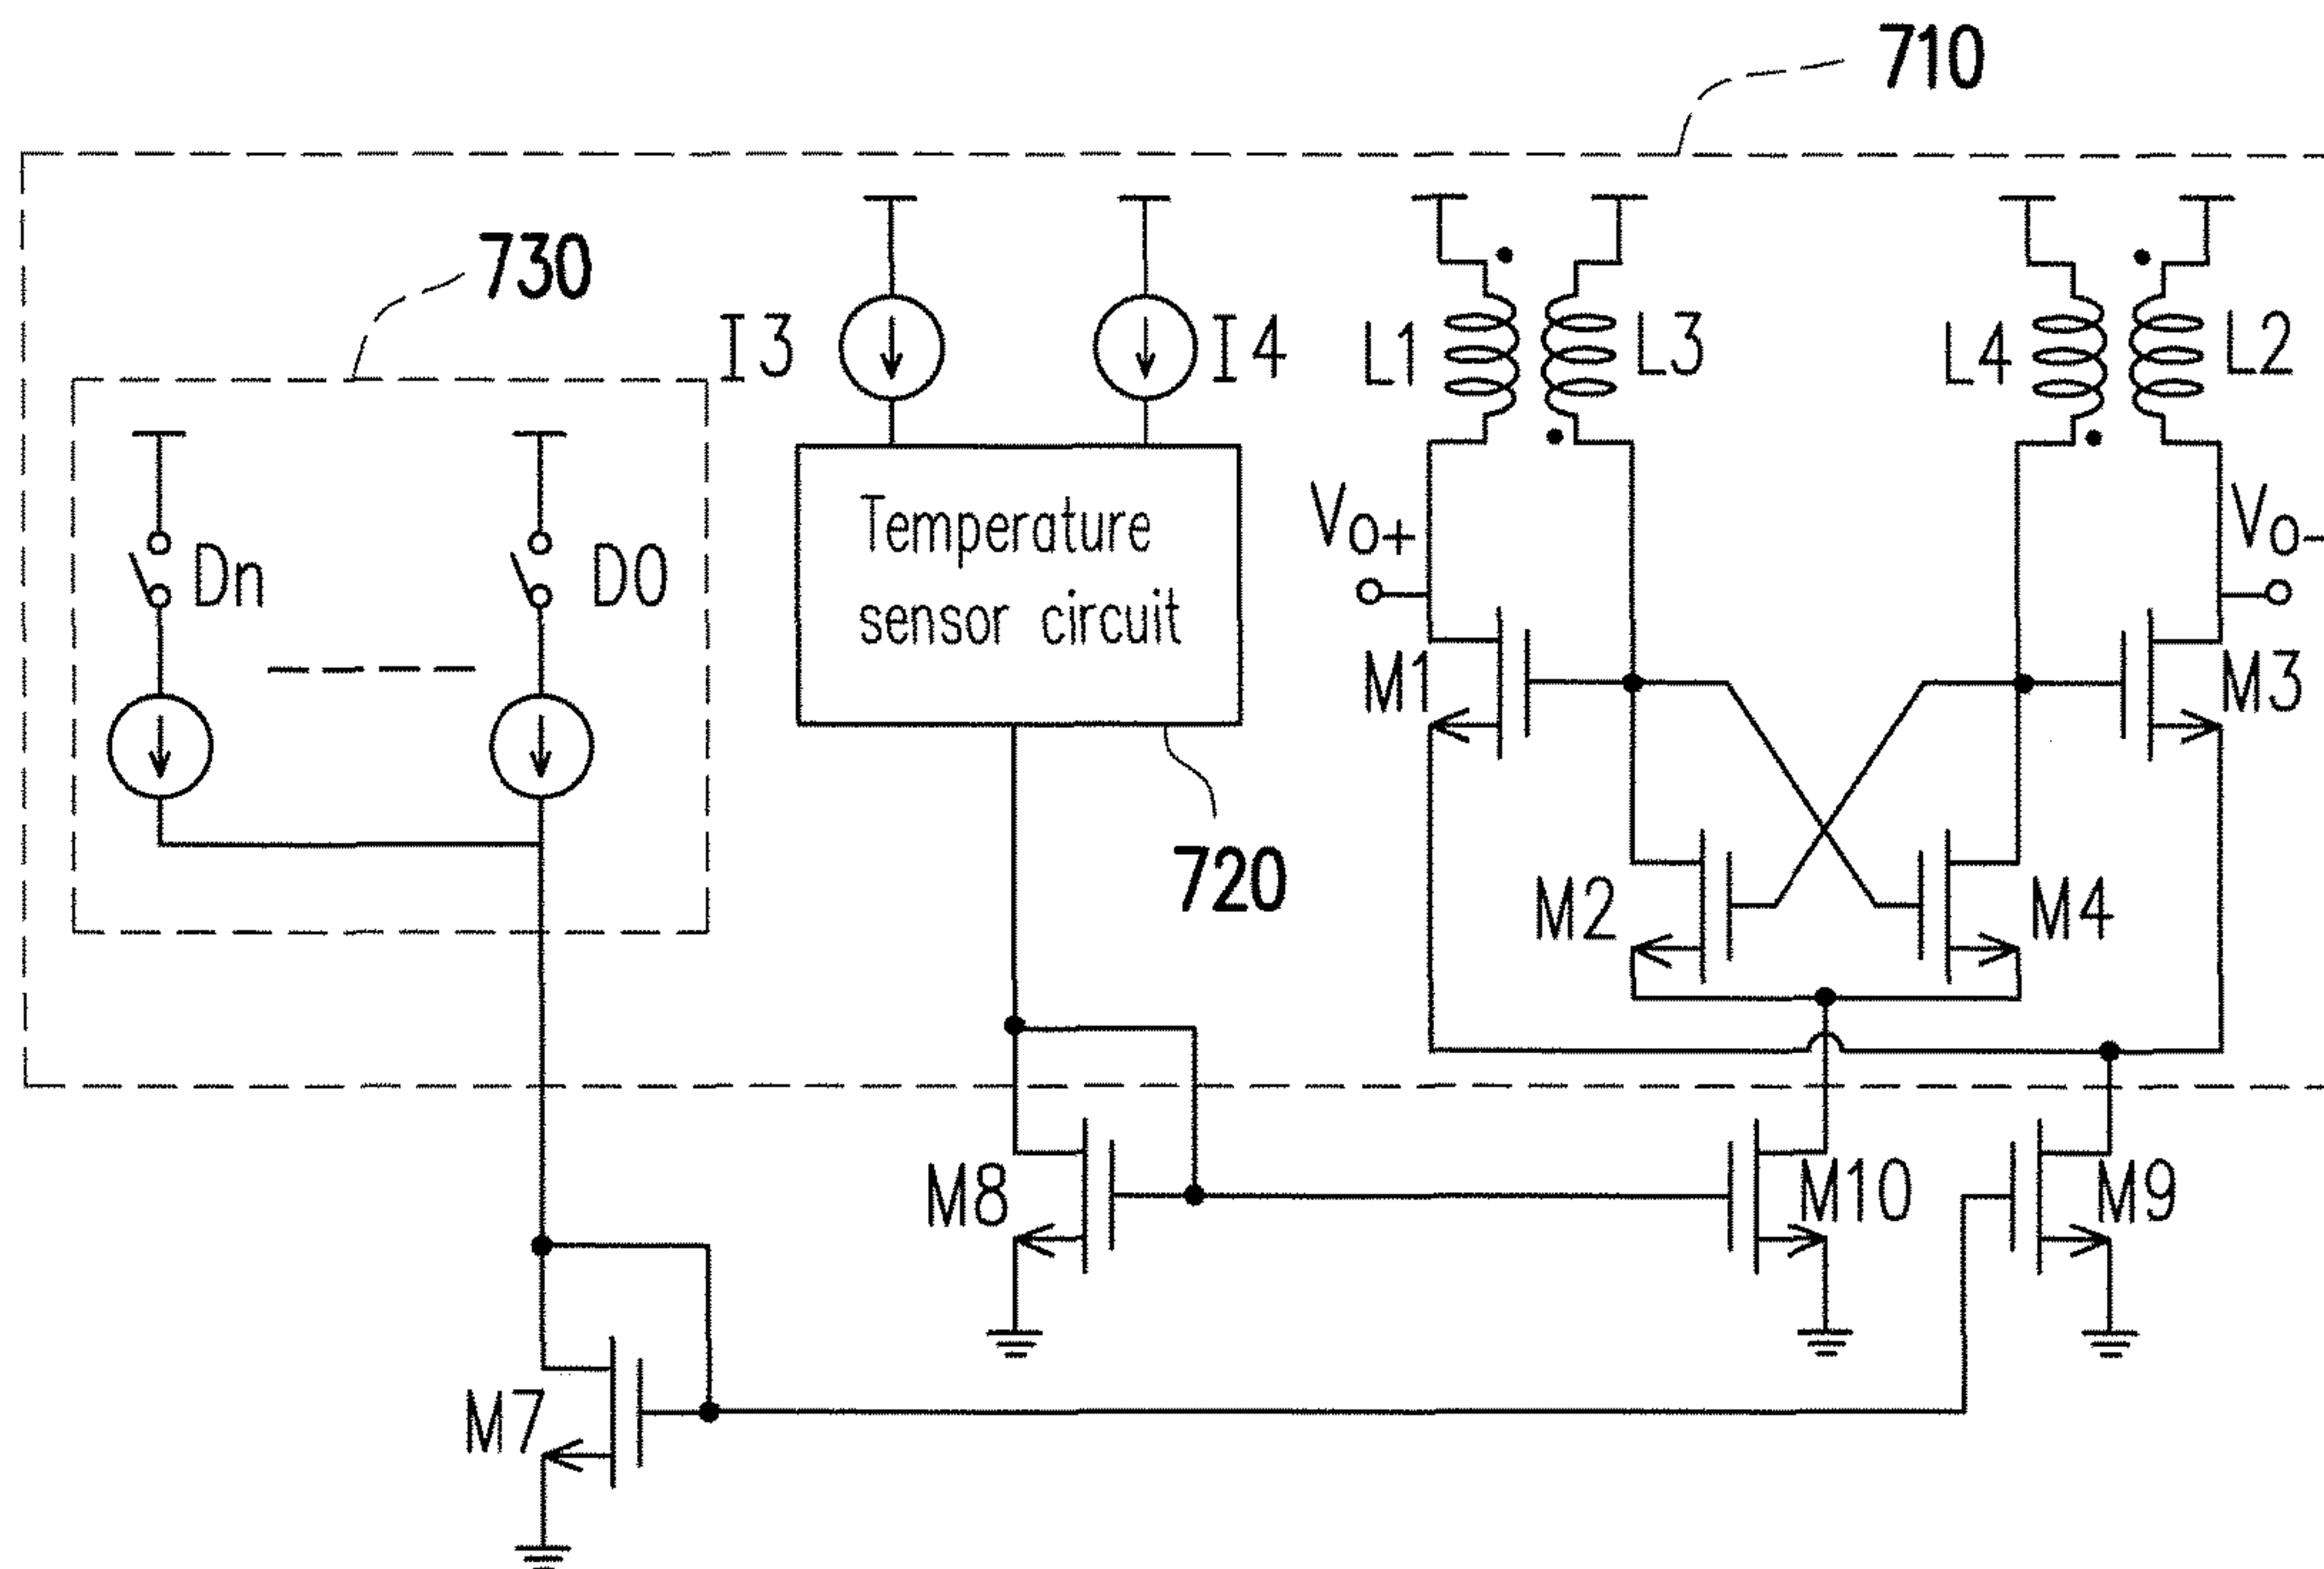 710
730
I3
I4
L1
L3
L4
L2
Dn
D0
Temperature
sensor circuit
Vo+
Vo-
M1
M3
720
M2
M4
M8
M10
M9
M7